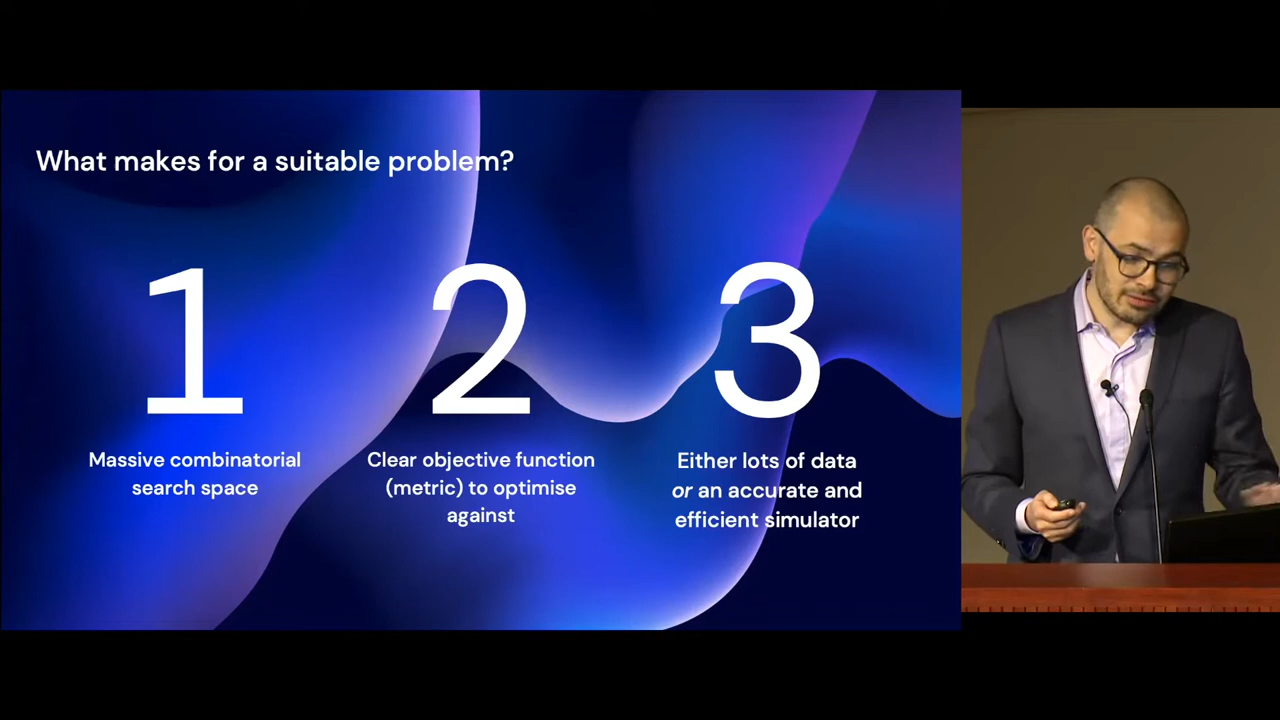 What makes for a suitable problem?
1
2
3
Massive combinatorial
search space
Clear objective function
(metric) to optimise
against
Either lots of data
or an accurate and
efficient simulator